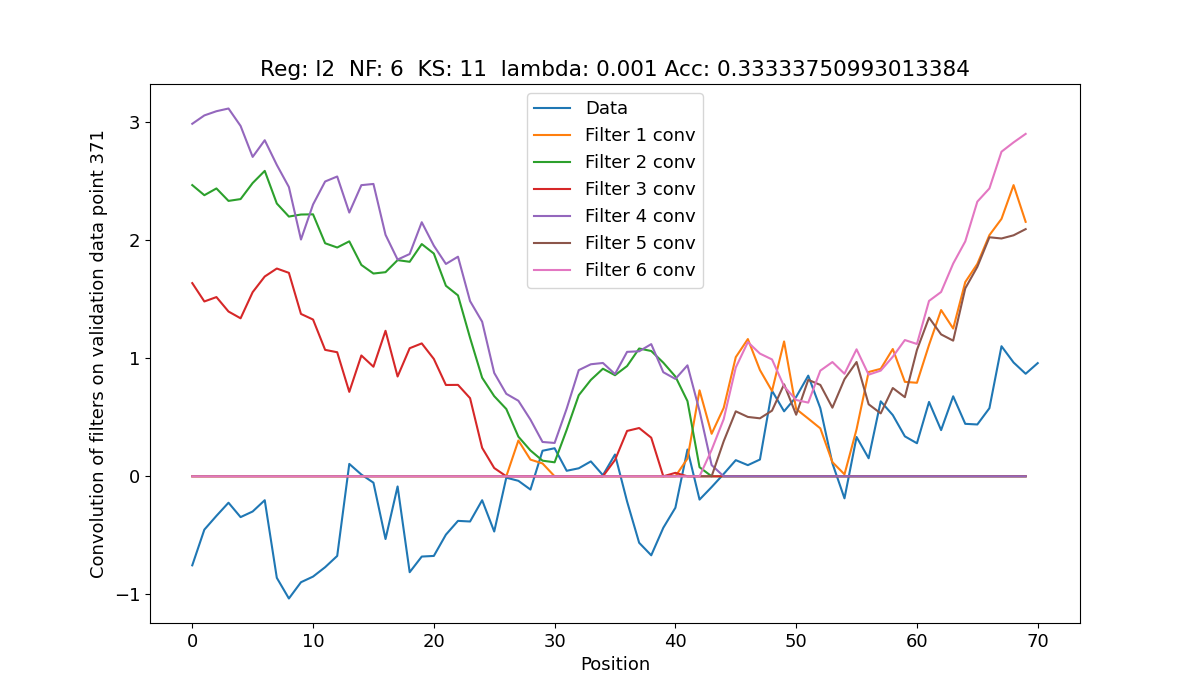 Reg: l2  NF: 6  KS: 11  lambda: 0.001 Acc: 0.33333750993013384
Convolution of filters on validation data point 371
3
2
1
0
−1
Data
Filter 1 conv
Filter 2 conv
Filter 3 conv
Filter 4 conv
Filter 5 conv
Filter 6 conv
0 10 20 30 40 50 60 70
Position